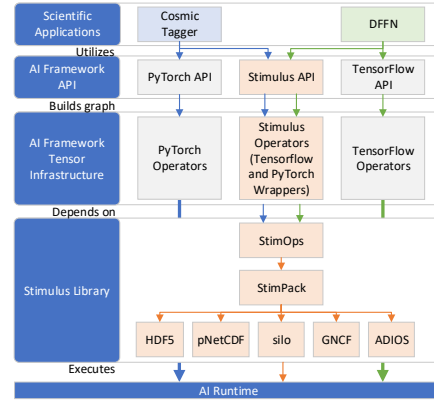 Scientific
Applications
Cosmic
Tagger
DFFN
Utilizes
AI Framework
API
PyTorch API
Stimulus API
TensorFlow
API
Builds graph
AI Framework
Tensor
Infrastructure
PyTorch
Operators
Stimulus
Operators
(Tensorflow
and PyTorch
Wrappers)
TensorFlow
Operators
Depends on
Stimulus Library
StimOps
StimPack
HDF5
pNetCDF
silo
GNCF
ADIOS
Executes
AI Runtime